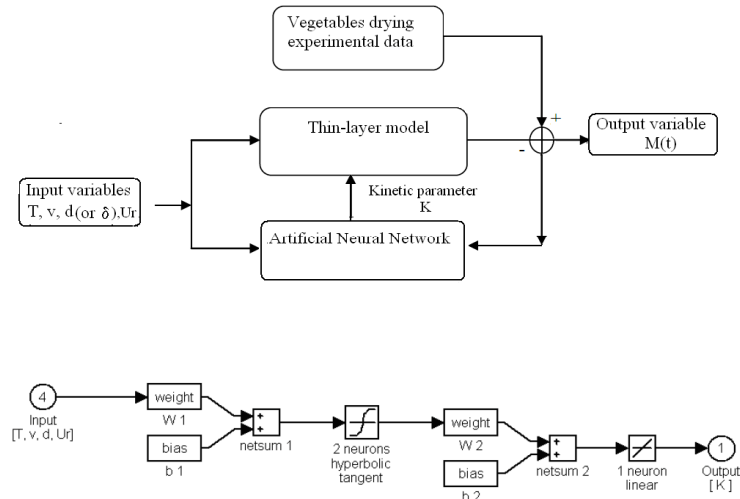 Vegetables drying
experimental data
+
Thin-layer model
-
Output variable
M(t)
Input variables
T, v, d(or δ),Ur
Kinetic parameter
K
Artificial Neural Network
4
Input
[T, v, d, Ur]
weight
W 1
bias
b 1
+
+
netsum 1
2 neurons
hyperbolic
tangent
weight
W 2
bias
b 2
+
+
netsum 2
1 neuron
linear
1
Output
[ K ]